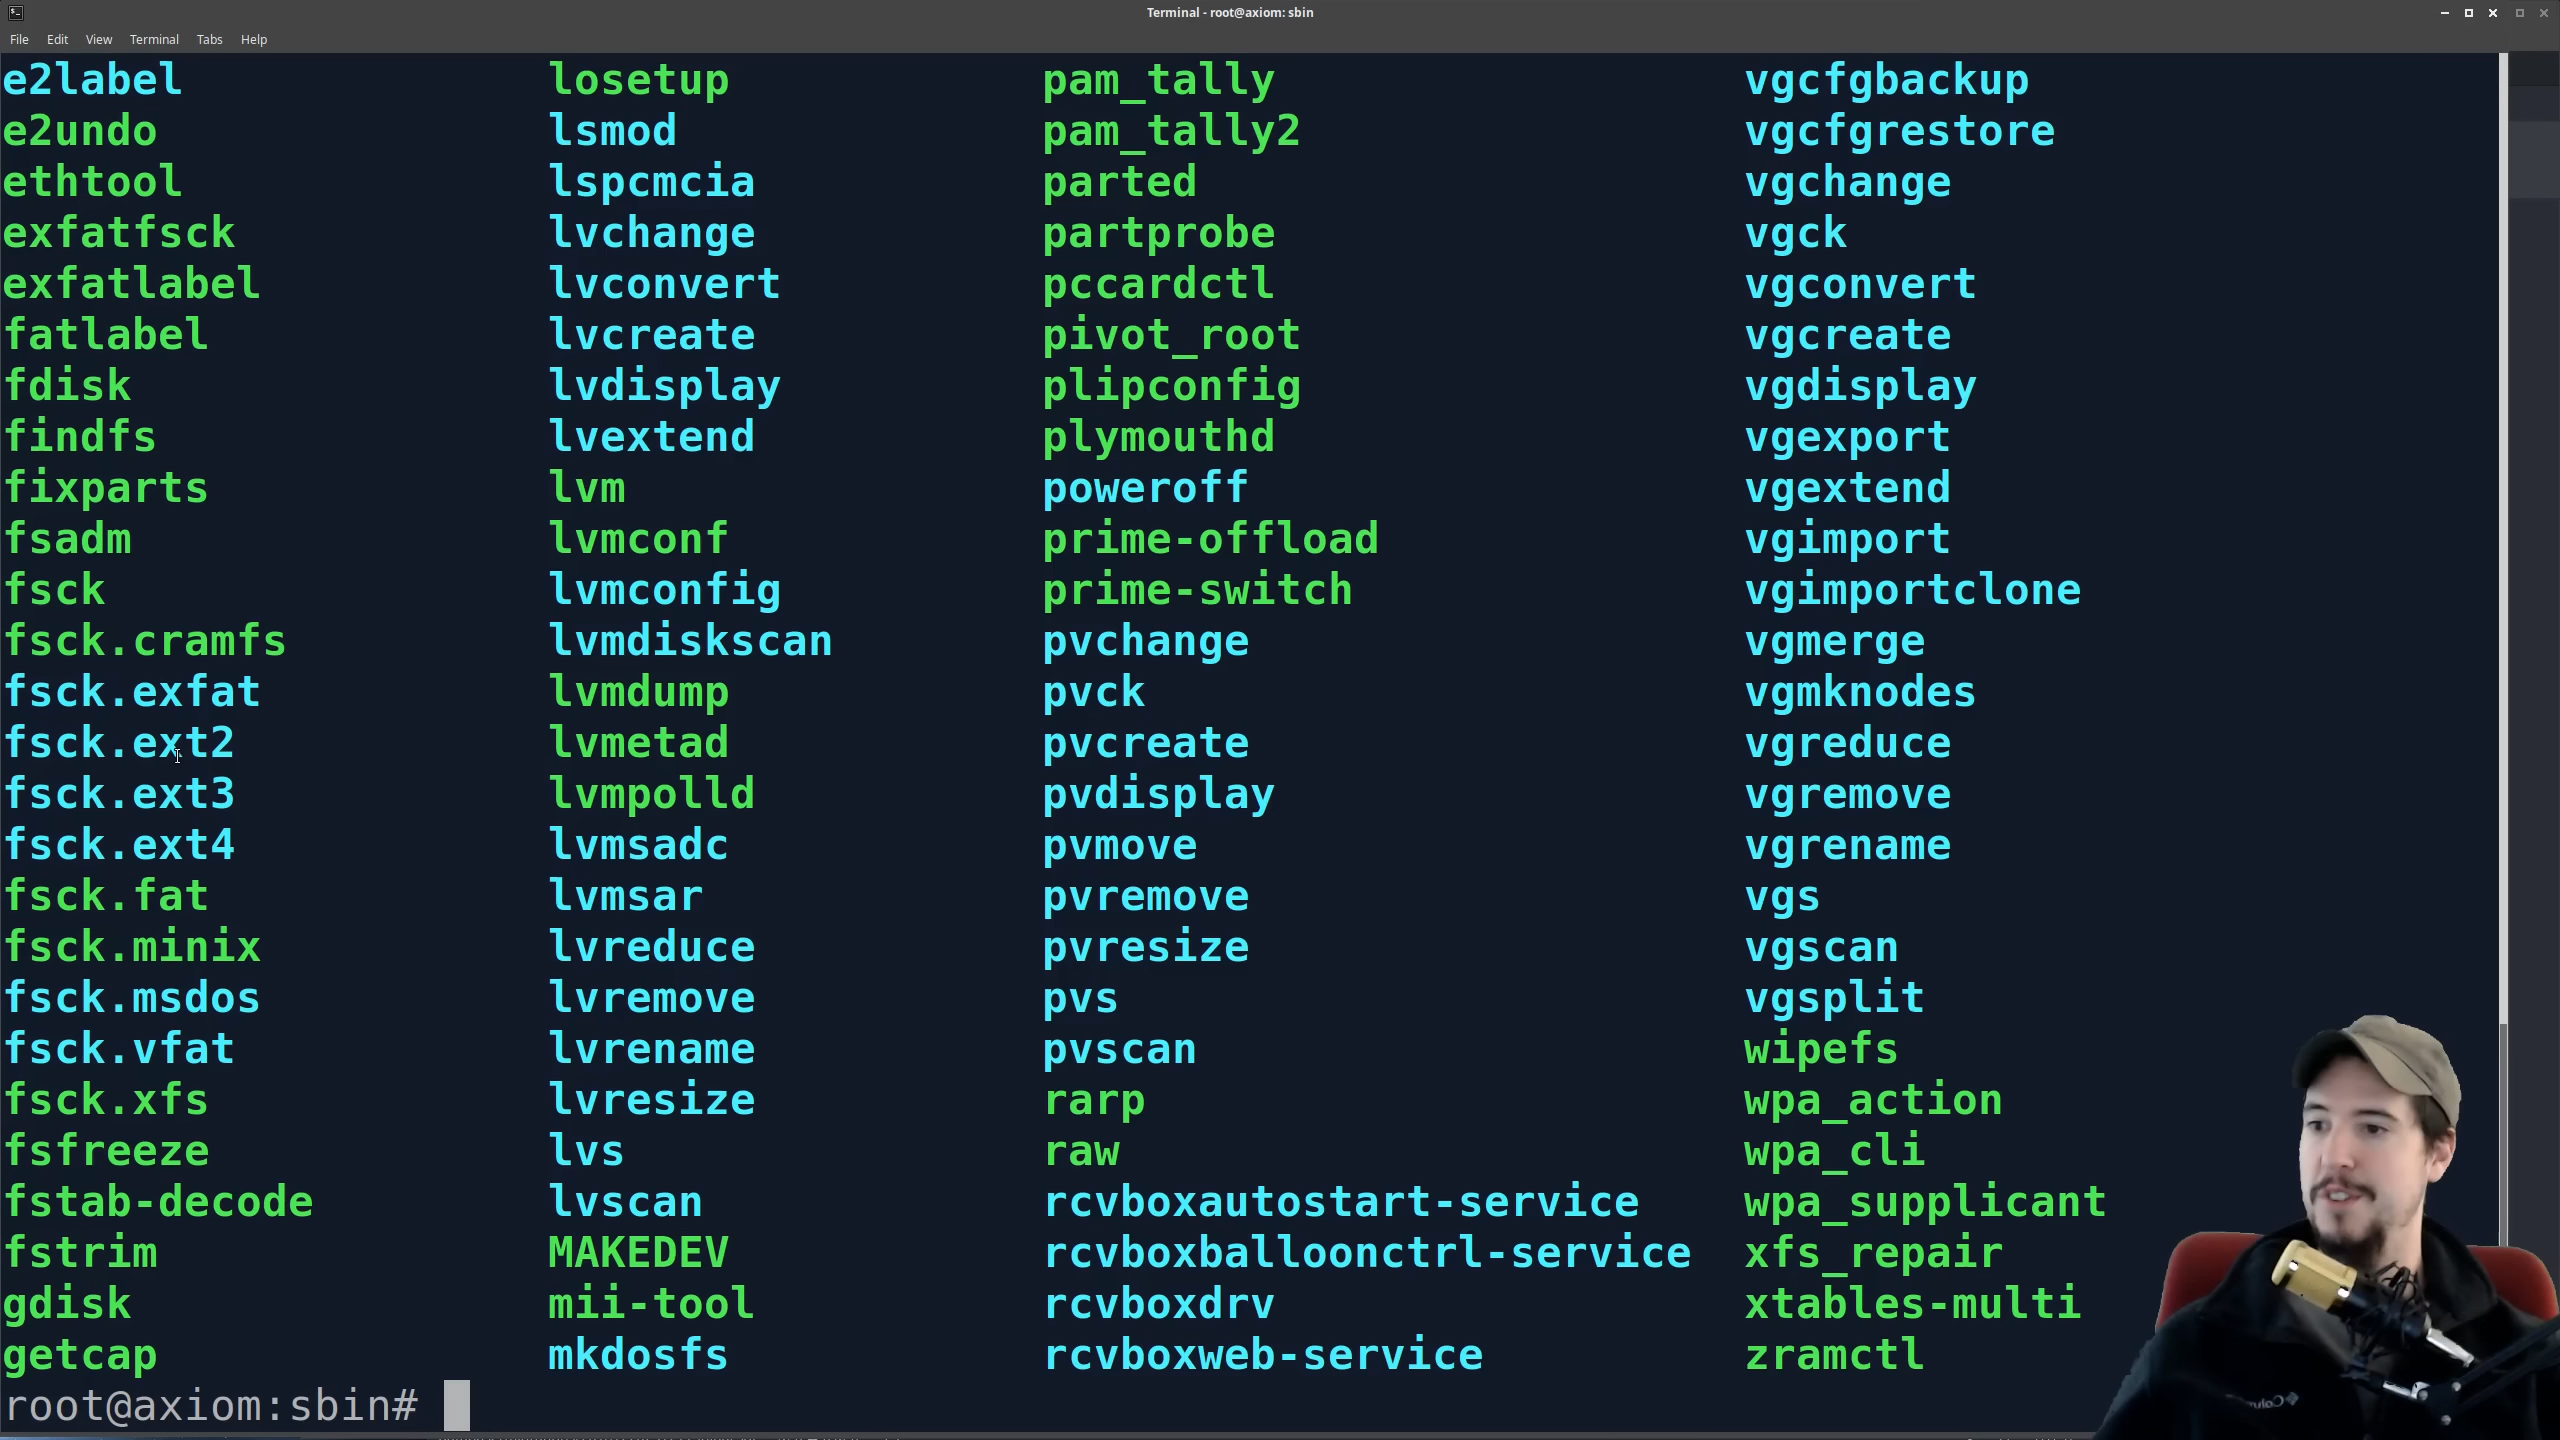 Terminal - root@axiom: sbin
File Edit View Terminal Tabs Help
e2label losetup pam_tally vgcfgbackup
e2undo lsmod pam_tally2 vgcfgrestore
ethtool lspcmcia parted vgchange
exfatfsck lvchange partprobe vgck
exfatlabel lvconvert pccardctl vgconvert
fatlabel lvcreate pivot_root vgcreate
fdisk lvdisplay plipconfig vgdisplay
findfs lvextend plymouthd vgexport
fixparts lvm poweroff vgextend
fsadm lvmconf prime-offload vgimport
fsck lvmconfig prime-switch vgimportclone
fsck.cramfs lvmdiskscan pvchange vgmerge
fsck.exfat lvmdump pvck vgmknodes
fsck.ext2 lvmetad pvcreate vgreduce
fsck.ext3 lvmpolld pvdisplay vgremove
fsck.ext4 lvmsadc pvmove vgrename
fsck.fat lvmsar pvremove vgs
fsck.minix lvreduce pvresize vgscan
fsck.msdos lvremove pvs vgsplit
fsck.vfat lvrename pvscan wipefs
fsck.xfs lvresize rarp wpa_action
fsfreeze lvs raw wpa_cli
fstab-decode lvscan rcvboxautostart-service wpa_supplicant
fstrim MAKEDEV rcvboxballoonctrl-service xfs_repair
gdisk mii-tool rcvboxdrv xtables-multi
getcap mkdosfs rcvboxweb-service zramctl
root@axiom:sbin#